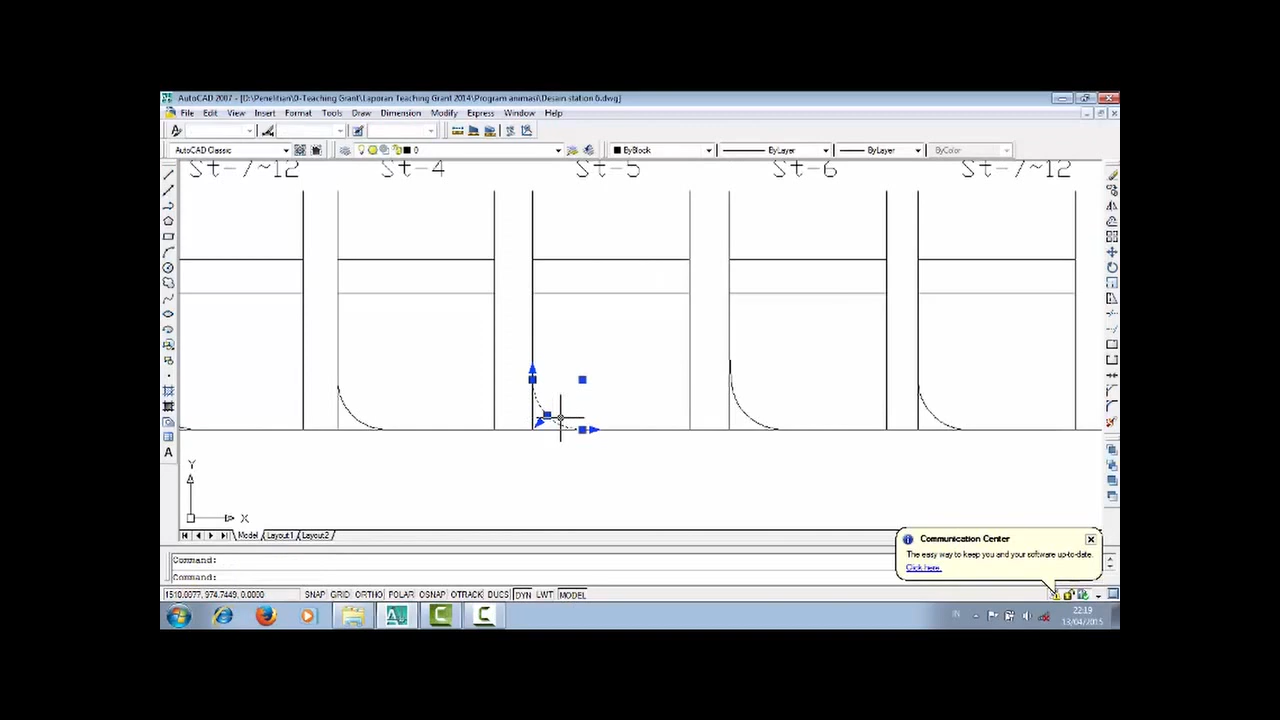 AutoCAD 2007 - [D:\Penelitian\0-Teaching Grant\Laporan Teaching Grant 2014\Program animasi\Desain station 6.dwg]
File Edit View Insert Format Tools Draw Dimension Modify Express Window Help
AutoCAD Classic 0 ByBlock ByLayer ByLayer ByColor
St-7~12 St-4 St-5 St-6 St-7~12
Y
X
A
Model Layout1 Layout2
Communication Center
The easy way to keep you and your software up-to-date.
Click here.
Command:
Command:
1510.0077, 974.7449, 0.0000 SNAP GRID ORTHO POLAR OSNAP OTRACK DUCS DYN LWT MODEL
IN 22:19
13/04/2015